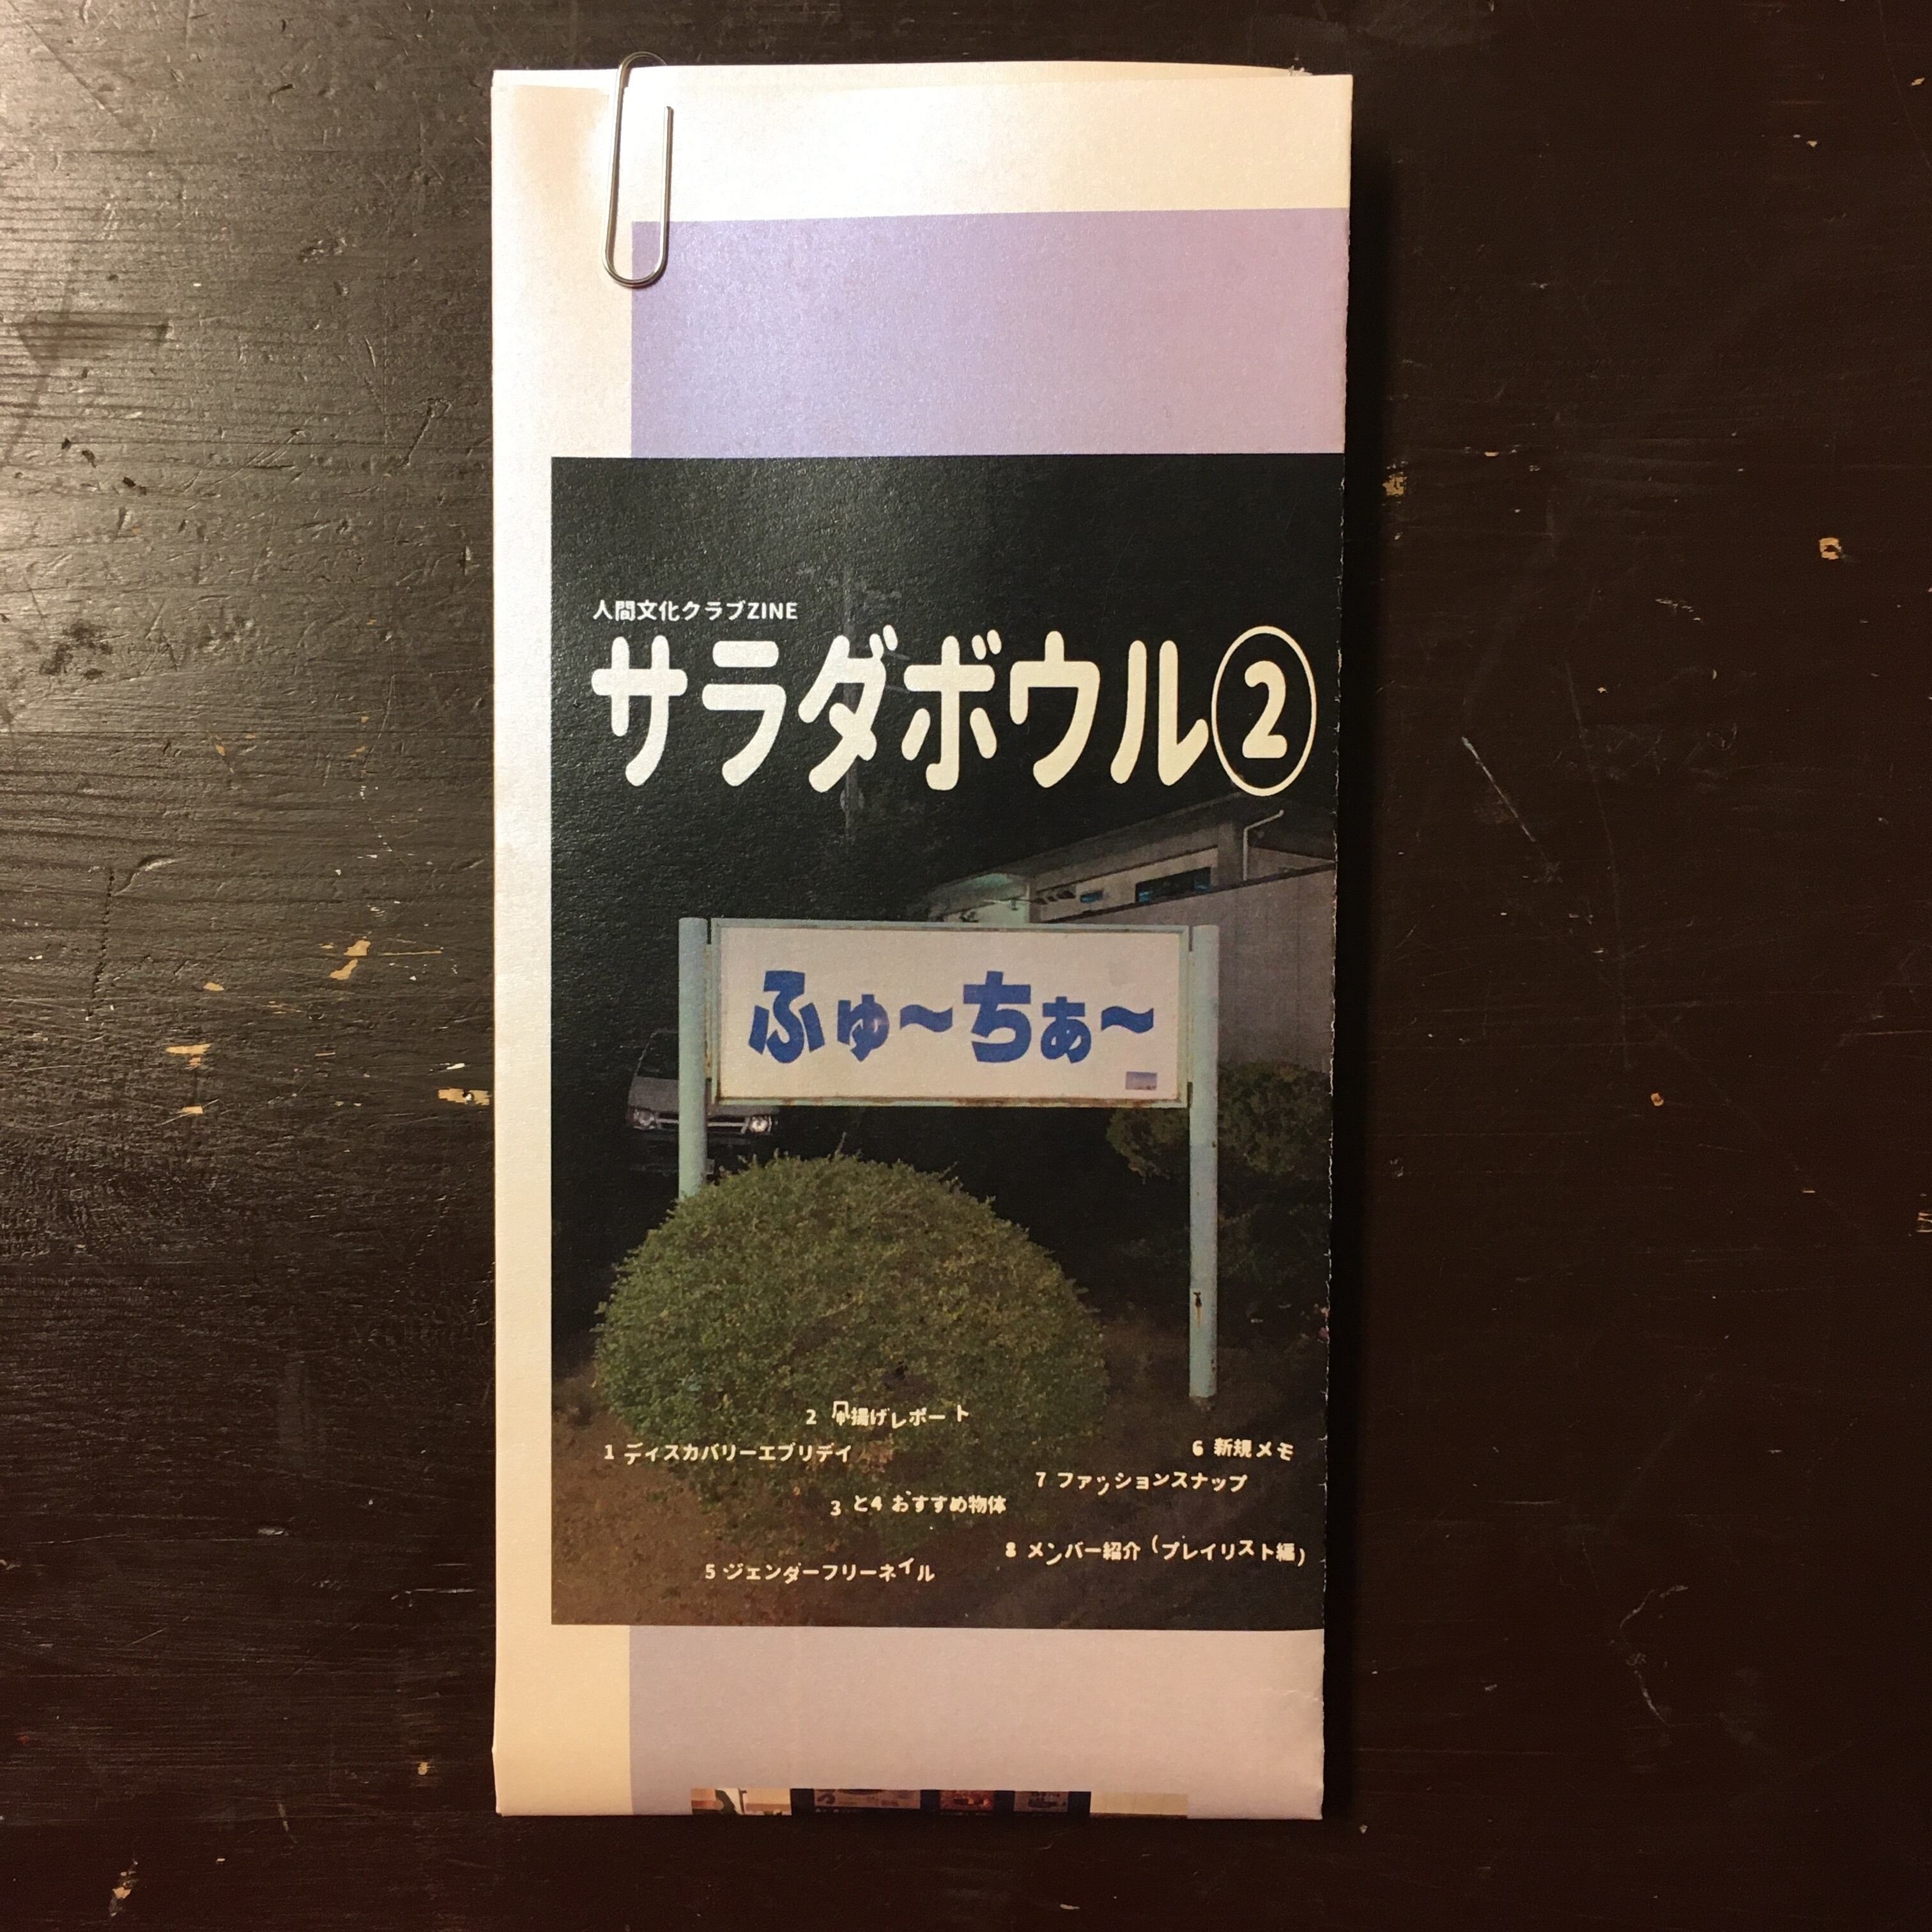 人間文化クラブZINE
サラダボウル②
ふゅ〜ちぁ〜
2 凧揚げレポート
1 ディスカバリーエブリデイ
6 新規メモ
7 ファッションスナップ
3 と4 おすすめ物体
8 メンバー紹介(プレイリスト編)
5 ジェンダーフリーネイル